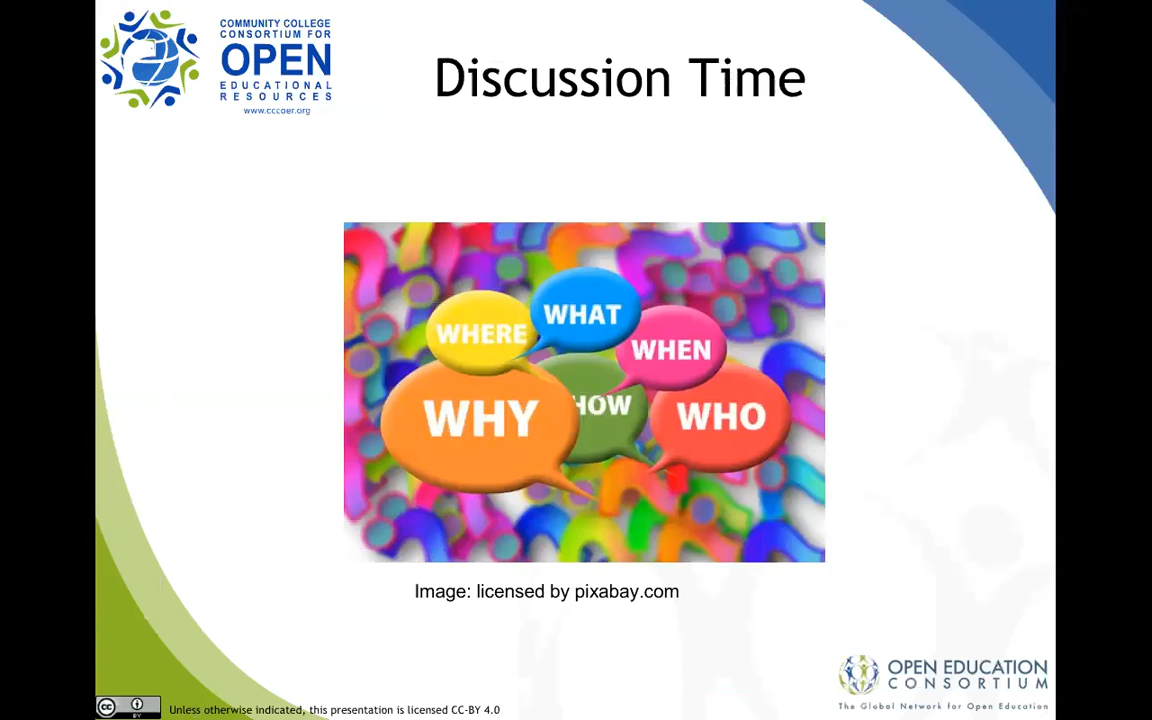 COMMUNITY COLLEGE
CONSORTIUM FOR
OPEN
EDUCATIONAL
RESOURCES
www.cccoer.org
Discussion Time
WHAT
WHERE
WHEN
WHY
HOW
WHO
Image: licensed by pixabay.com
OPEN EDUCATION
CONSORTIUM
The Global Network for Open Education
cc
BY
Unless otherwise indicated, this presentation is licensed CC-BY 4.0